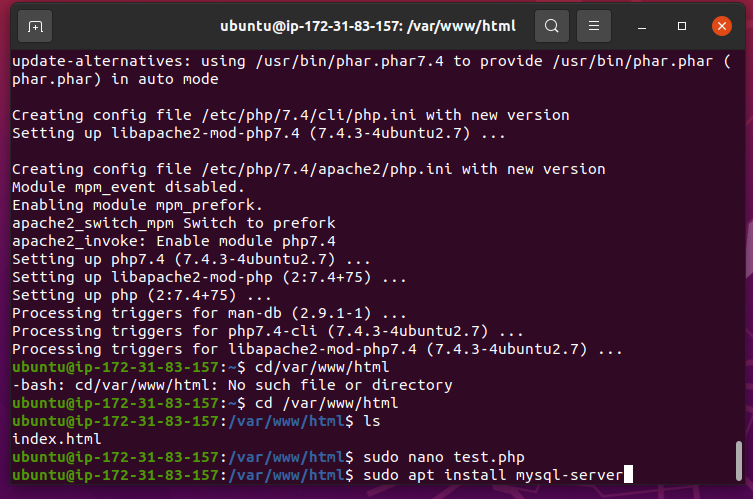 ubuntu@ip-172-31-83-157: /var/www/html
update-alternatives: using /usr/bin/phar.phar7.4 to provide /usr/bin/phar.phar (
phar.phar) in auto mode
Creating config file /etc/php/7.4/cli/php.ini with new version
Setting up libapache2-mod-php7.4 (7.4.3-4ubuntu2.7) ...
Creating config file /etc/php/7.4/apache2/php.ini with new version
Module mpm_event disabled.
Enabling module mpm_prefork.
apache2_switch_mpm Switch to prefork
apache2_invoke: Enable module php7.4
Setting up php7.4 (7.4.3-4ubuntu2.7) ...
Setting up libapache2-mod-php (2:7.4+75) ...
Setting up php (2:7.4+75) ...
Processing triggers for man-db (2.9.1-1) ...
Processing triggers for php7.4-cli (7.4.3-4ubuntu2.7) ...
Processing triggers for libapache2-mod-php7.4 (7.4.3-4ubuntu2.7) ...
ubuntu@ip-172-31-83-157:~$ cd/var/www/html
-bash: cd/var/www/html: No such file or directory
ubuntu@ip-172-31-83-157:~$ cd /var/www/html
ubuntu@ip-172-31-83-157:/var/www/html$ ls
index.html
ubuntu@ip-172-31-83-157:/var/www/html$ sudo nano test.php
ubuntu@ip-172-31-83-157:/var/www/html$ sudo apt install mysql-server